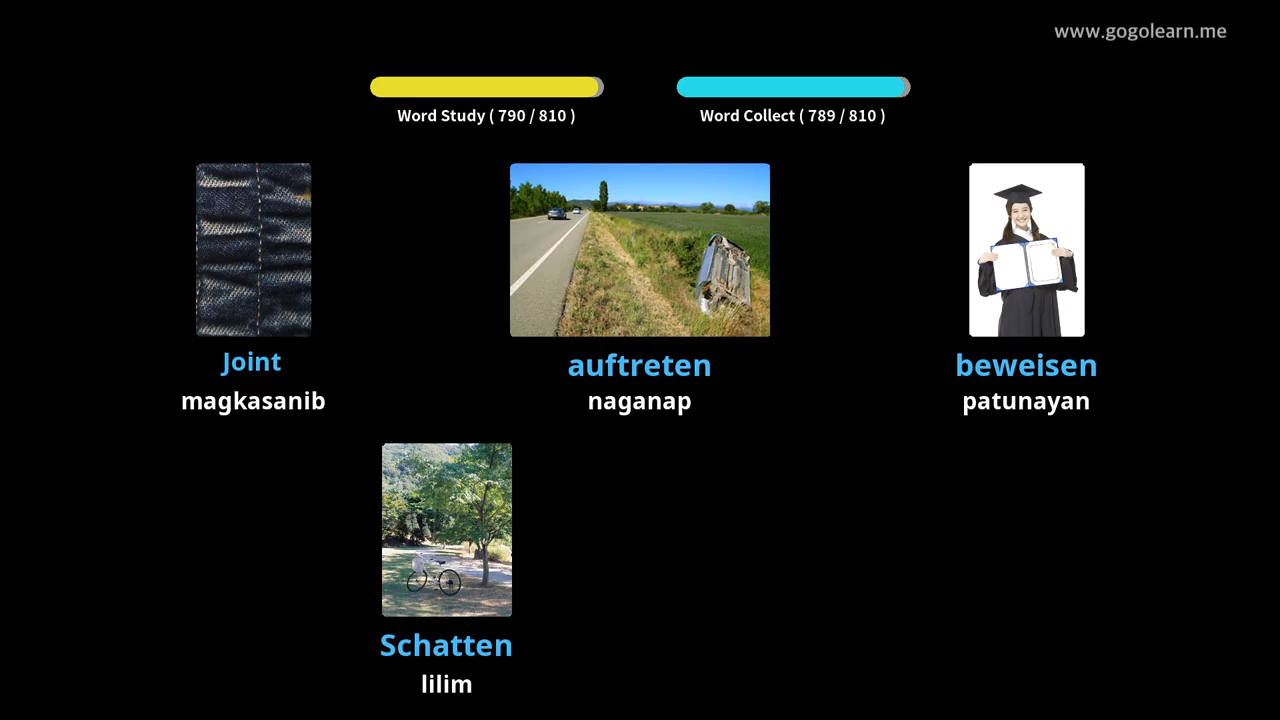 www.gogolearn.me
Word Study ( 790 / 810 )
Word Collect ( 789 / 810 )
Joint
magkasanib
auftreten
naganap
beweisen
patunayan
Schatten
lilim